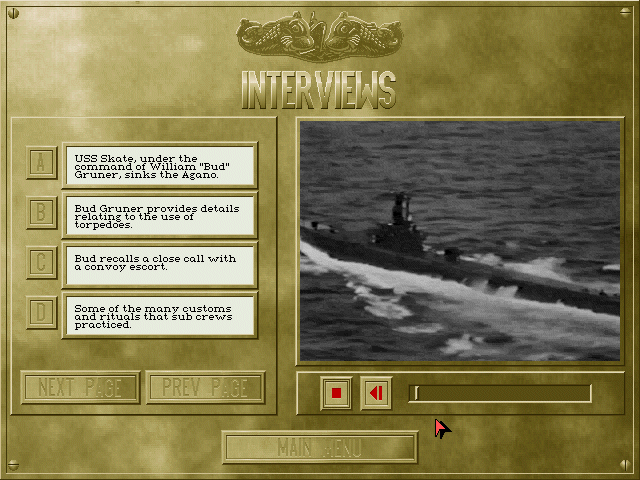 INTERVIEWS
A
USS Skate, under the
command of William "Bud"
Gruner, sinks the Agano.
B
Bud Gruner provides details
relating to the use of
torpedoes.
C
Bud recalls a close call with
a convoy escort.
D
Some of the many customs
and rituals that sub crews
practiced.
NEXT PAGE
PREV PAGE
MAIN MENU